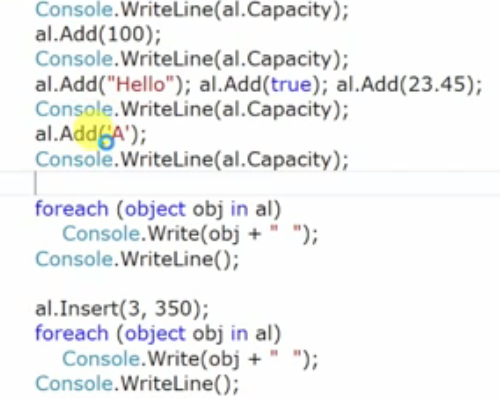 Console.WriteLine(al.Capacity);
al.Add(100);
Console.WriteLine(al.Capacity);
al.Add("Hello"); al.Add(true); al.Add(23.45);
Console.WriteLine(al.Capacity);
al.Add('A');
Console.WriteLine(al.Capacity);
foreach (object obj in al)
Console.Write(obj + "  ");
Console.WriteLine();
al.Insert(3, 350);
foreach (object obj in al)
Console.Write(obj + "  ");
Console.WriteLine();